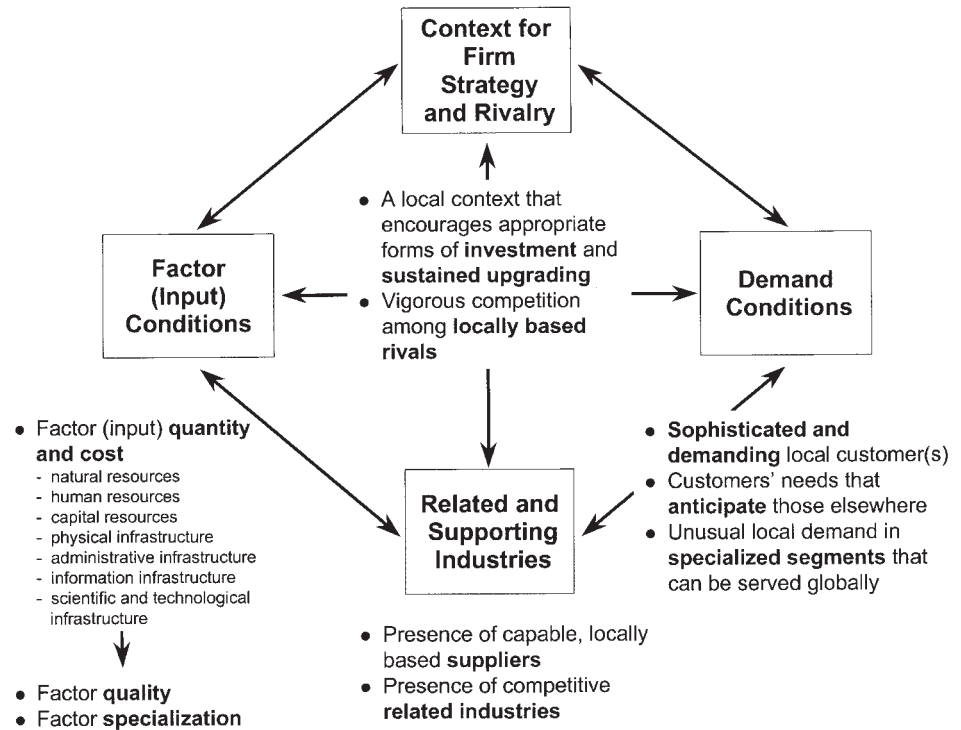 Context for
Firm
Strategy
and Rivalry
● A local context that
encourages appropriate
forms of investment and
sustained upgrading
● Vigorous competition
among locally based
rivals
Factor
(Input)
Conditions
Demand
Conditions
● Factor (input) quantity
and cost
- natural resources
- human resources
- capital resources
- physical infrastructure
- administrative infrastructure
- information infrastructure
- scientific and technological
infrastructure
● Factor quality
● Factor specialization
Related and
Supporting
Industries
● Presence of capable, locally
based suppliers
● Presence of competitive
related industries
● Sophisticated and
demanding local customer(s)
● Customers’ needs that
anticipate those elsewhere
● Unusual local demand in
specialized segments that
can be served globally